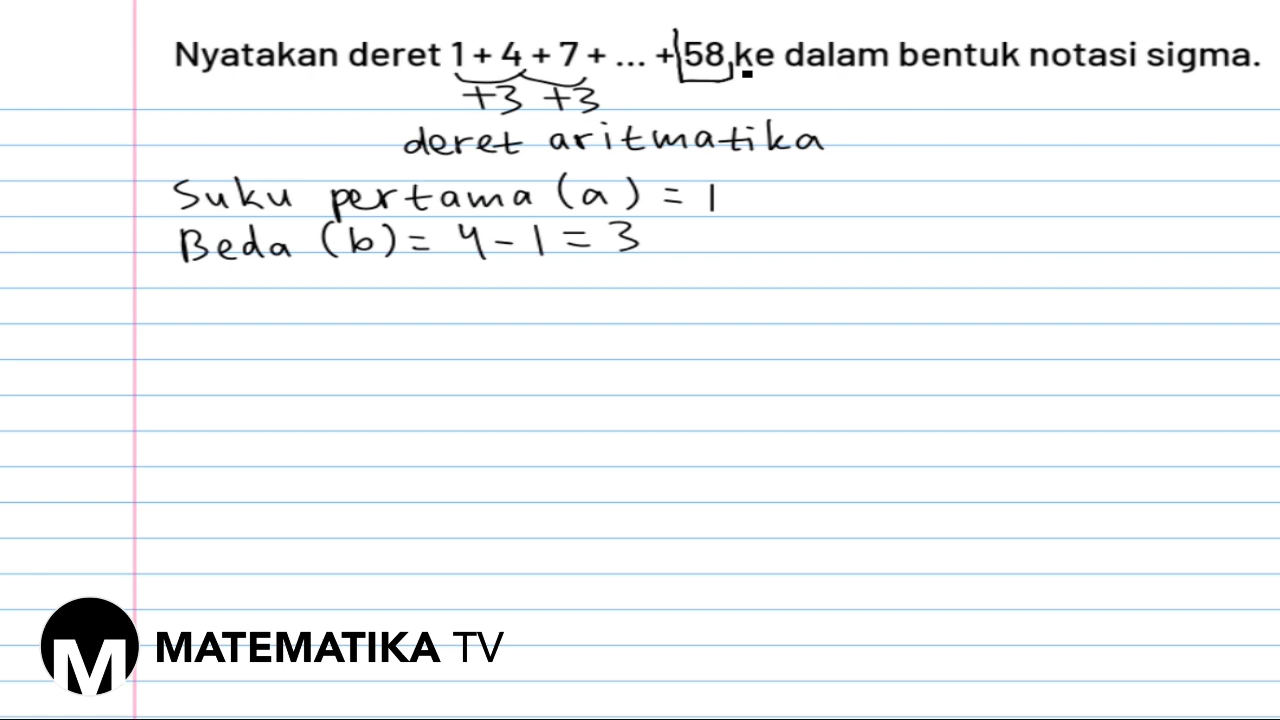 Nyatakan deret 1 + 4 + 7 + ... + 58 ke dalam bentuk notasi sigma.
+3 +3
deret aritmatika
Suku pertama (a) = 1
Beda (b) = 4 - 1 = 3
M MATEMATIKA TV